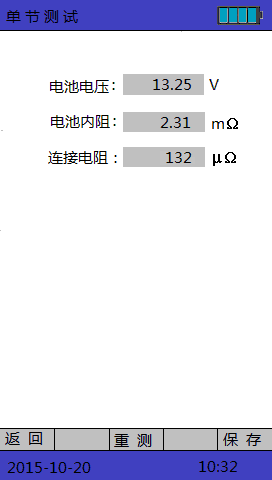 单节测试
电池电压： 13.25 V
电池内阻： 2.31 mΩ
连接电阻： 132 μΩ
返回 重测 保存
2015-10-20 10:32